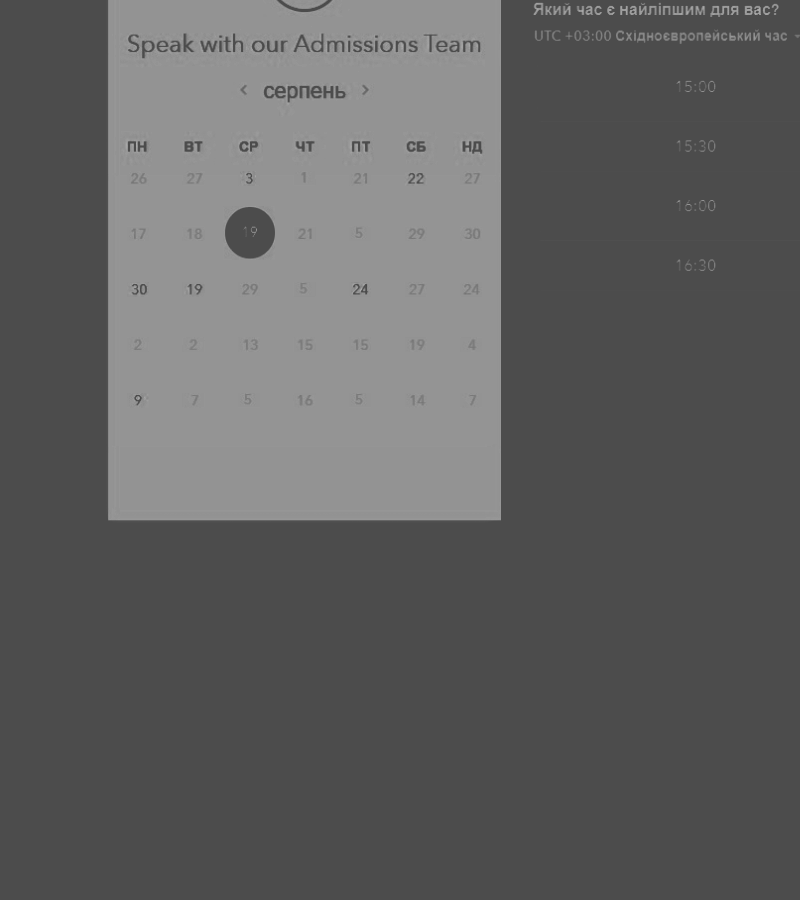 Speak with our Admissions Team
серпень
ПН ВТ СР ЧТ ПТ СБ НД
26 27 3 1 21 22 27
17 18 19 21 5 29 30
30 19 29 5 24 27 24
2 2 13 15 15 19 4
9 7 5 16 5 14 7
Який час є найліпшим для вас?
UTC +03:00 Східноєвропейський час
15:00
15:30
16:00
16:30